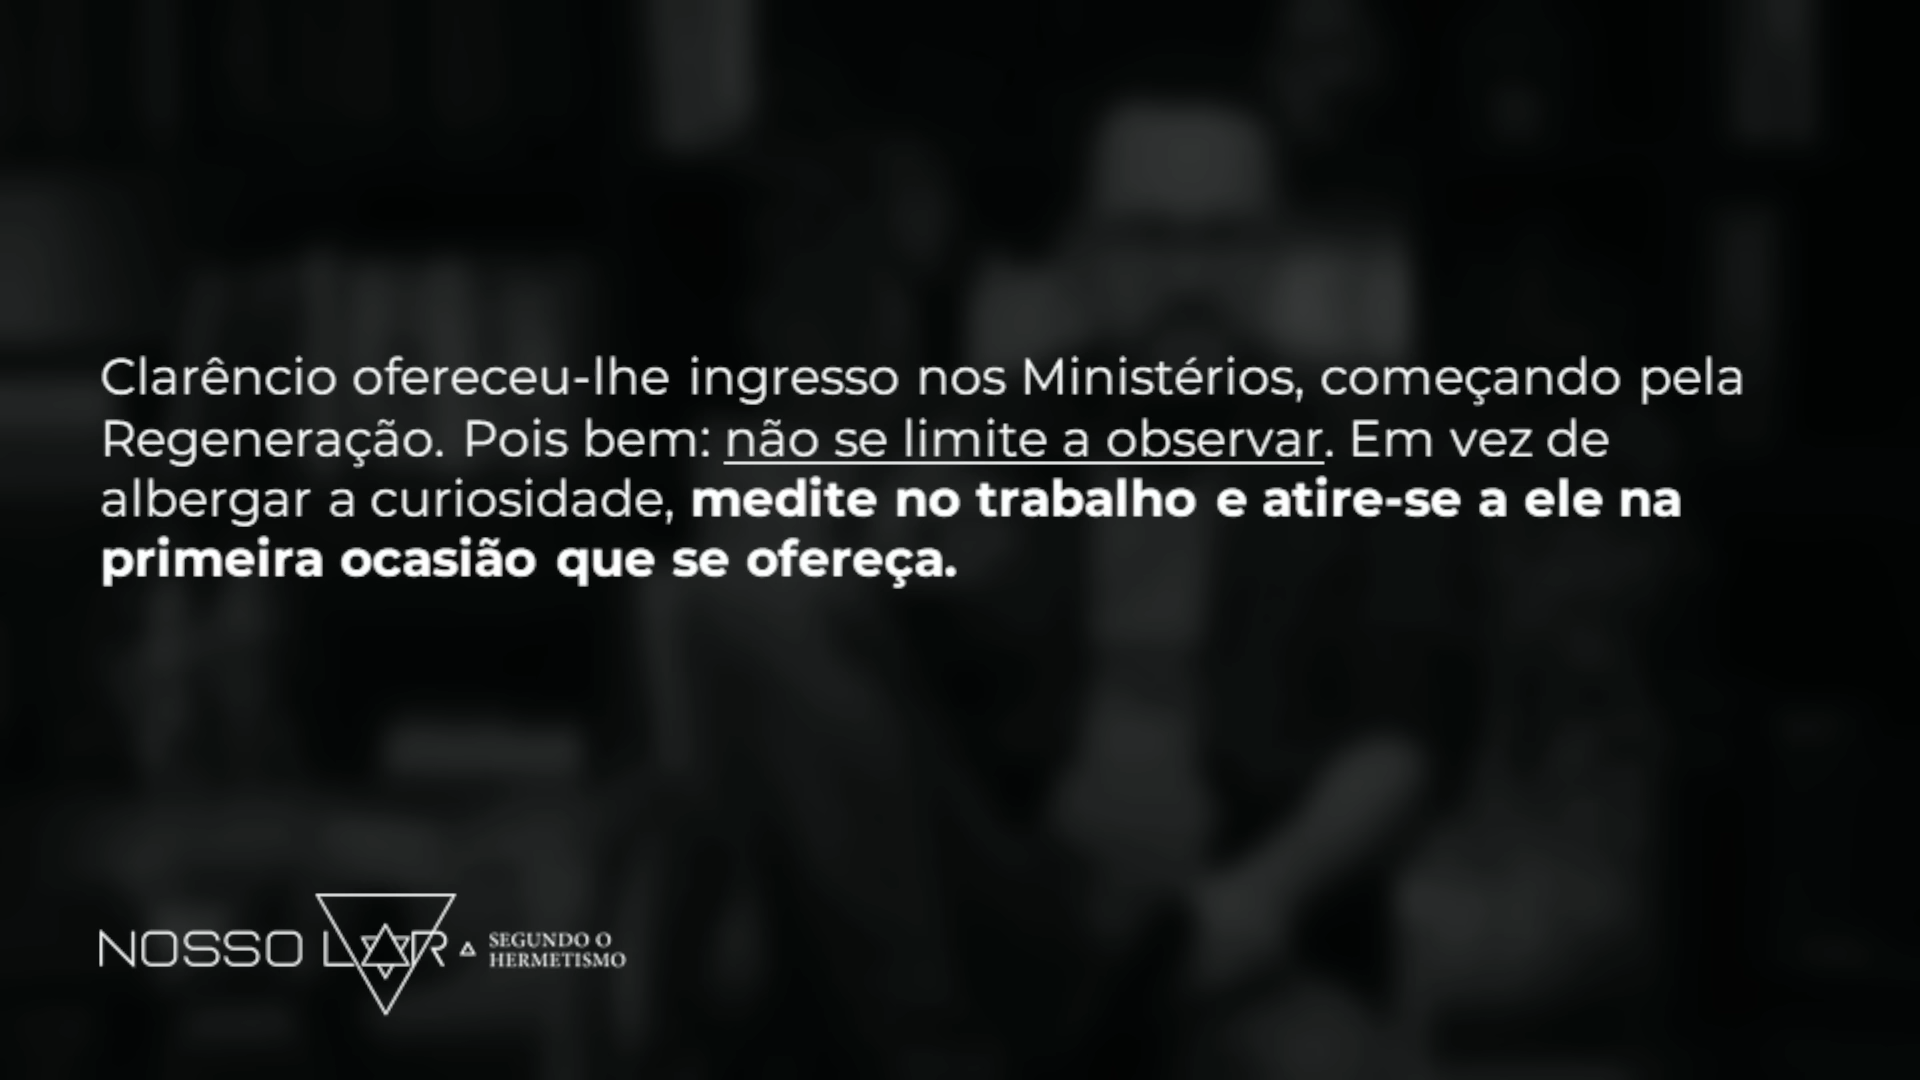 Clarêncio ofereceu-lhe ingresso nos Ministérios, começando pela
Regeneração. Pois bem: não se limite a observar. Em vez de
albergar a curiosidade, medite no trabalho e atire-se a ele na
primeira ocasião que se ofereça.
NOSSO LAR
SEGUNDO O
HERMETISMO